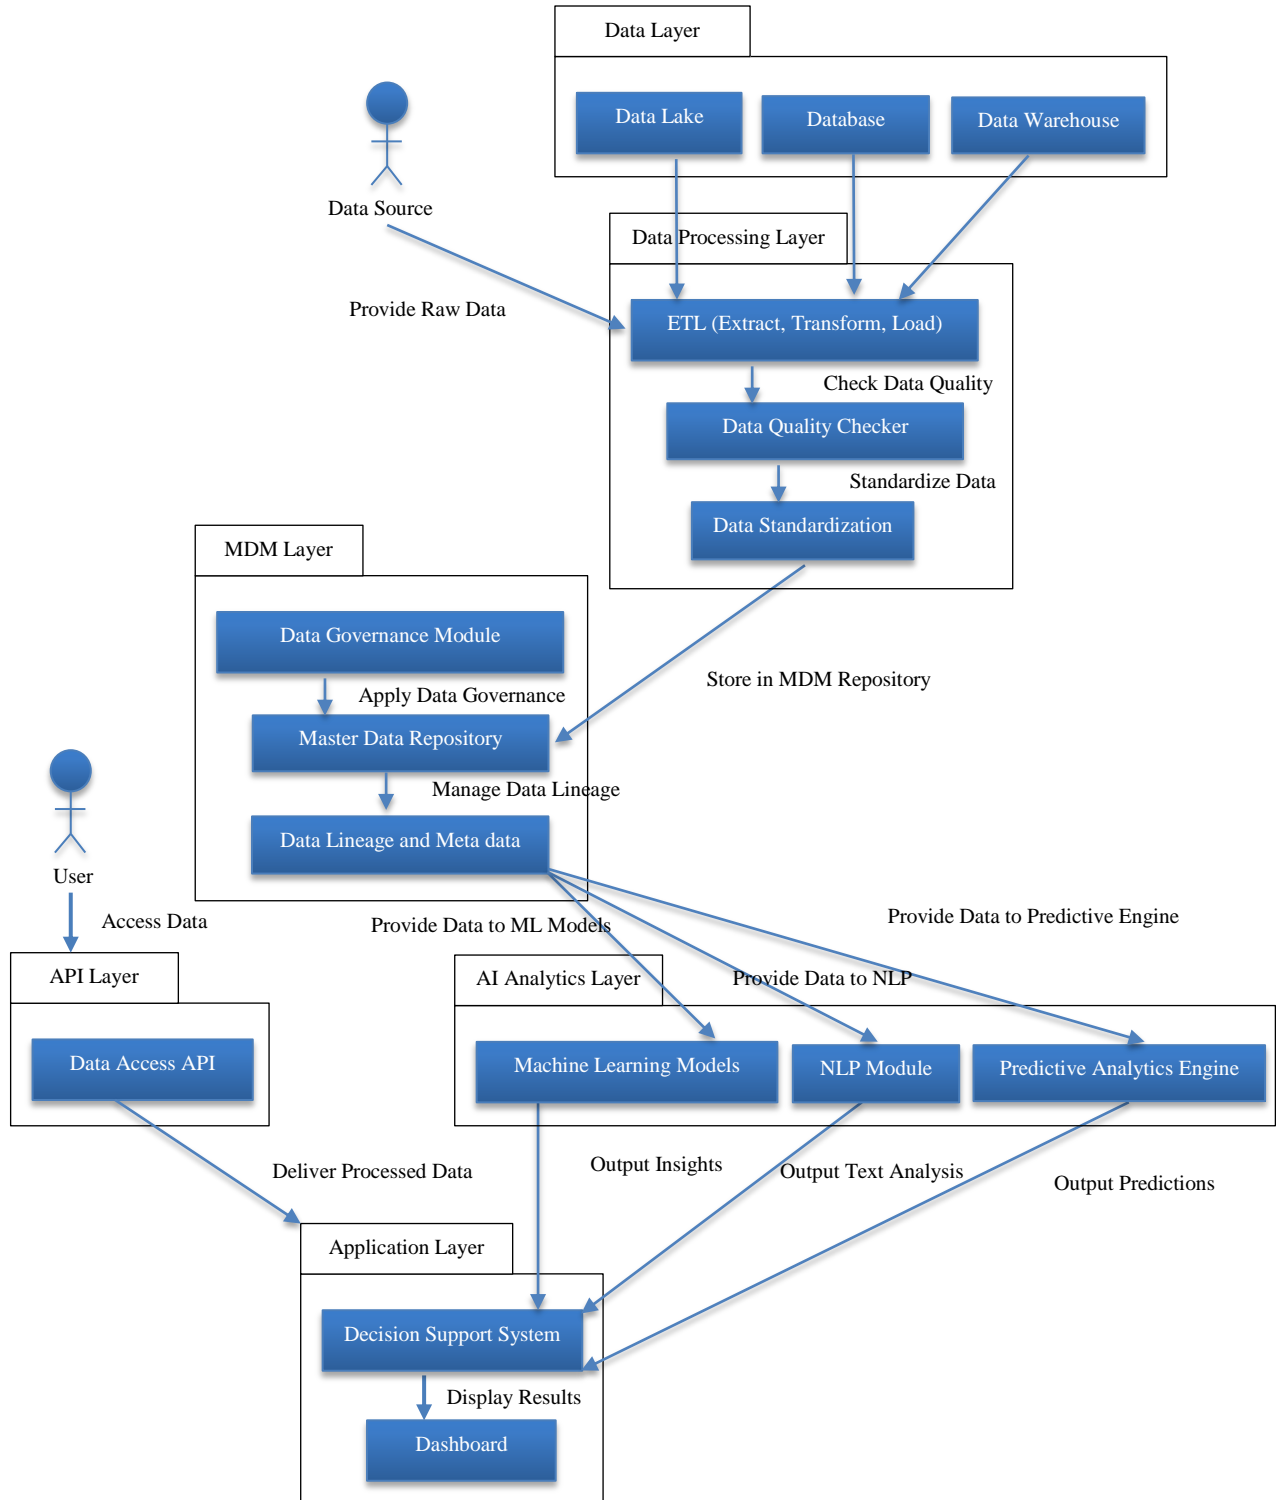 Data Layer
Data Lake
Database
Data Warehouse
Data Source
Data Processing Layer
Provide Raw Data
ETL (Extract, Transform, Load)
Check Data Quality
Data Quality Checker
Standardize Data
Data Standardization
MDM Layer
Data Governance Module
Store in MDM Repository
Apply Data Governance
Master Data Repository
Manage Data Lineage
Data Lineage and Meta data
User
Access Data
Provide Data to ML Models
Provide Data to Predictive Engine
API Layer
AI Analytics Layer
Provide Data to NLP
Data Access API
Machine Learning Models
NLP Module
Predictive Analytics Engine
Deliver Processed Data
Output Insights
Output Text Analysis
Output Predictions
Application Layer
Decision Support System
Display Results
Dashboard